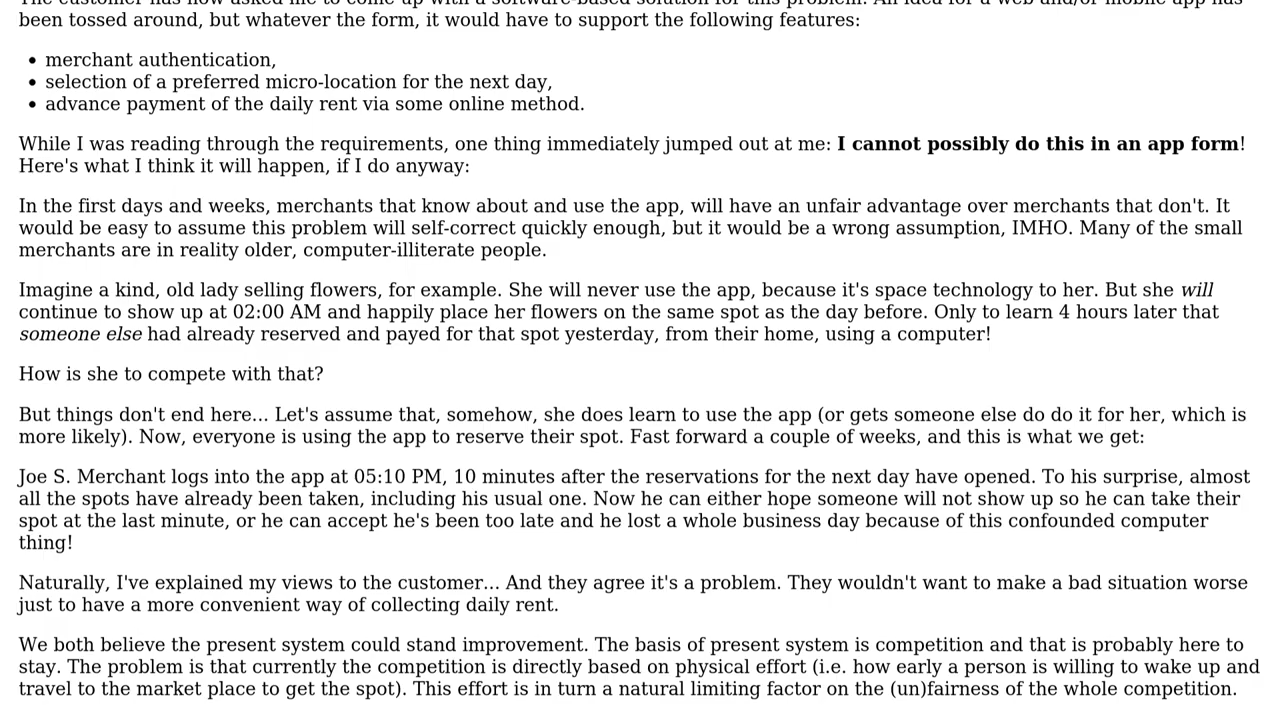 The customer has now asked me to come up with a software-based solution for this problem. An idea for a web and/or mobile app has
been tossed around, but whatever the form, it would have to support the following features:
• merchant authentication,
• selection of a preferred micro-location for the next day,
• advance payment of the daily rent via some online method.
While I was reading through the requirements, one thing immediately jumped out at me: I cannot possibly do this in an app form!
Here's what I think it will happen, if I do anyway:
In the first days and weeks, merchants that know about and use the app, will have an unfair advantage over merchants that don't. It
would be easy to assume this problem will self-correct quickly enough, but it would be a wrong assumption, IMHO. Many of the small
merchants are in reality older, computer-illiterate people.
Imagine a kind, old lady selling flowers, for example. She will never use the app, because it's space technology to her. But she will
continue to show up at 02:00 AM and happily place her flowers on the same spot as the day before. Only to learn 4 hours later that
someone else had already reserved and payed for that spot yesterday, from their home, using a computer!
How is she to compete with that?
But things don't end here... Let's assume that, somehow, she does learn to use the app (or gets someone else do do it for her, which is
more likely). Now, everyone is using the app to reserve their spot. Fast forward a couple of weeks, and this is what we get:
Joe S. Merchant logs into the app at 05:10 PM, 10 minutes after the reservations for the next day have opened. To his surprise, almost
all the spots have already been taken, including his usual one. Now he can either hope someone will not show up so he can take their
spot at the last minute, or he can accept he's been too late and he lost a whole business day because of this confounded computer
thing!
Naturally, I've explained my views to the customer... And they agree it's a problem. They wouldn't want to make a bad situation worse
just to have a more convenient way of collecting daily rent.
We both believe the present system could stand improvement. The basis of present system is competition and that is probably here to
stay. The problem is that currently the competition is directly based on physical effort (i.e. how early a person is willing to wake up and
travel to the market place to get the spot). This effort is in turn a natural limiting factor on the (un)fairness of the whole competition.